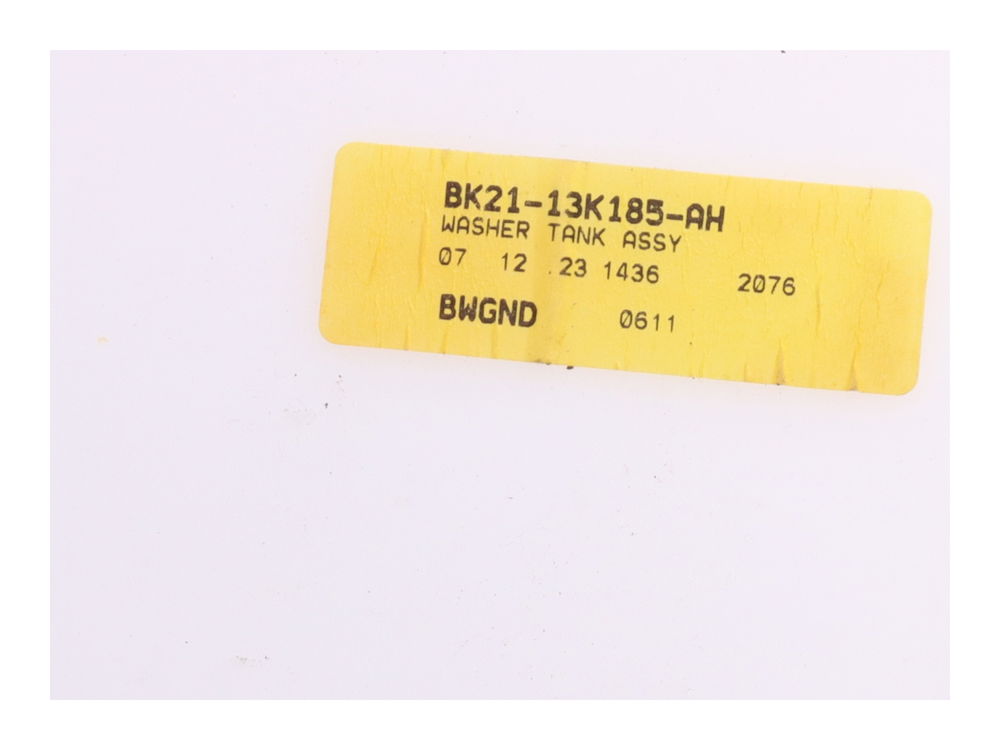 BK21-13K185-AH
WASHER TANK ASSY
07 12 23 1436 2076
BWGND 0611